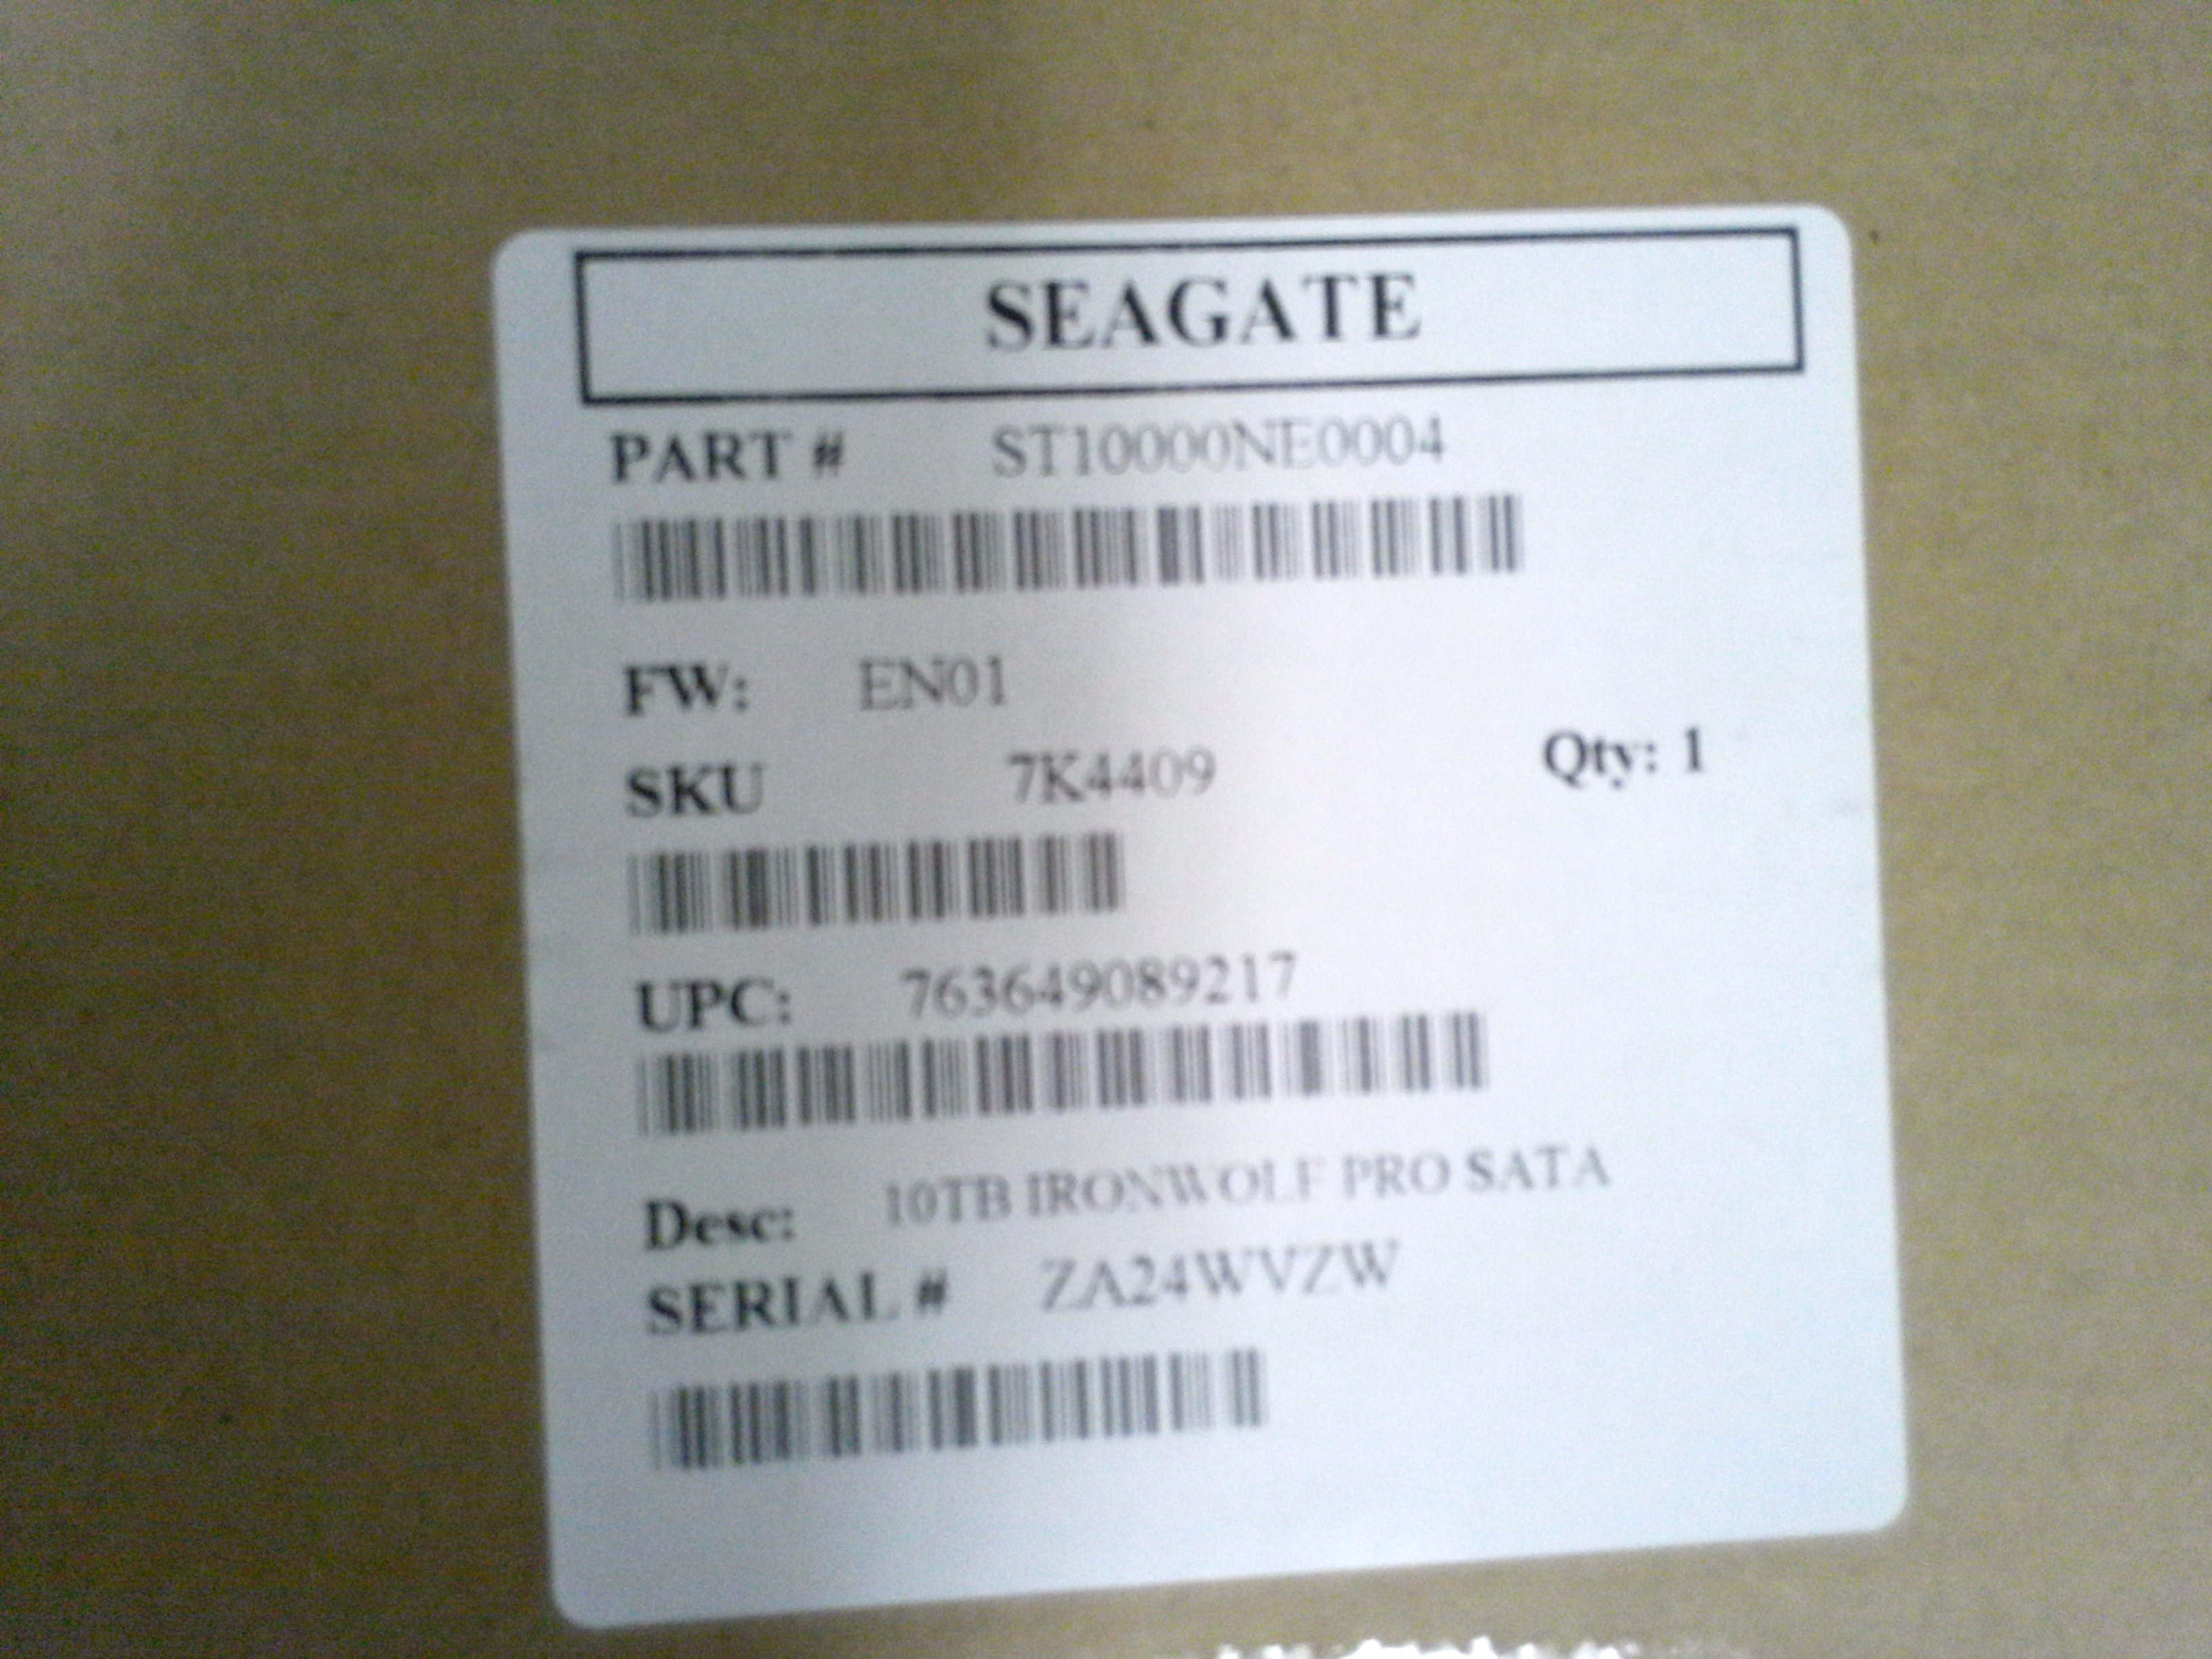 SEAGATE
PART # ST10000NE0004
FW: EN01
SKU 7K4409 Qty: 1
UPC: 763649089217
Desc: 10TB IRONWOLF PRO SATA
SERIAL # ZA24WVZW